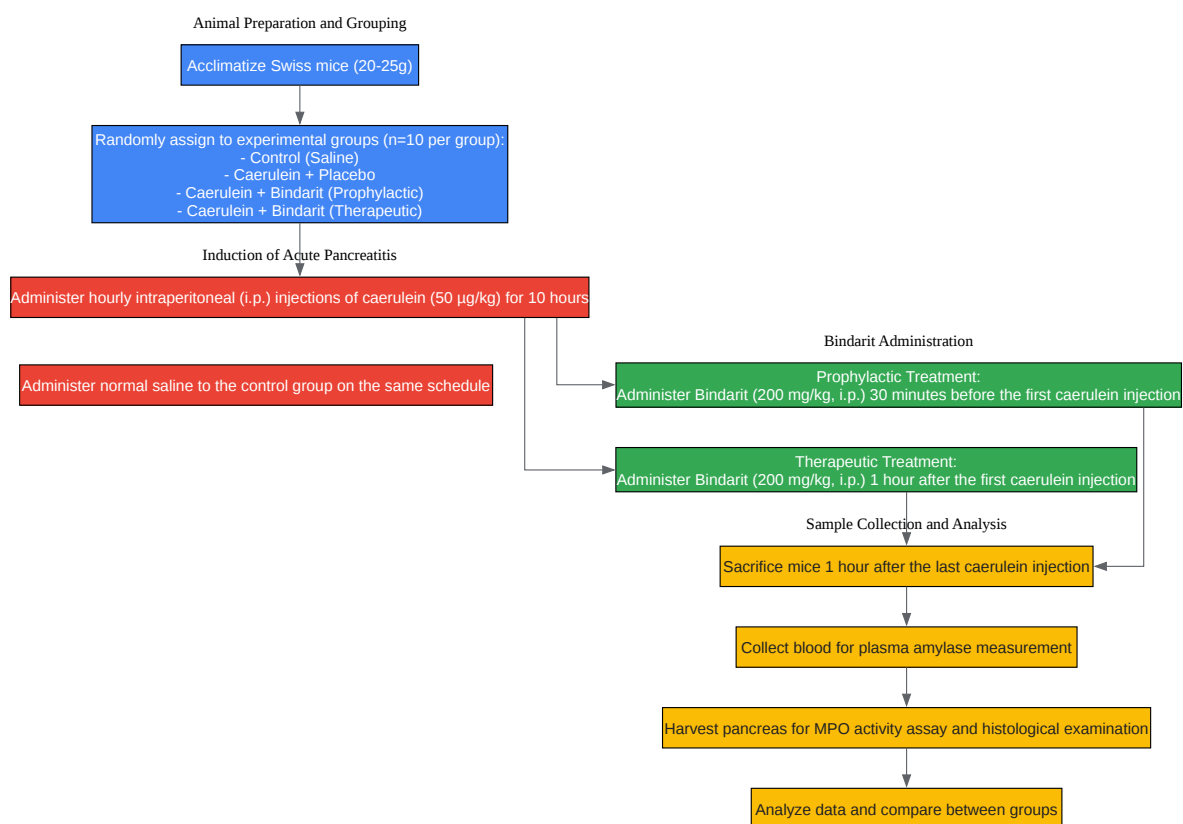 Animal Preparation and Grouping
Acclimatize Swiss mice (20-25g)
Randomly assign to experimental groups (n=10 per group):
- Control (Saline)
- Caerulein + Placebo
- Caerulein + Bindarit (Prophylactic)
- Caerulein + Bindarit (Therapeutic)
Induction of Acute Pancreatitis
Administer hourly intraperitoneal (i.p.) injections of caerulein (50 µg/kg) for 10 hours
Administer normal saline to the control group on the same schedule
Bindarit Administration
Prophylactic Treatment:
Administer Bindarit (200 mg/kg, i.p.) 30 minutes before the first caerulein injection
Therapeutic Treatment:
Administer Bindarit (200 mg/kg, i.p.) 1 hour after the first caerulein injection
Sample Collection and Analysis
Sacrifice mice 1 hour after the last caerulein injection
Collect blood for plasma amylase measurement
Harvest pancreas for MPO activity assay and histological examination
Analyze data and compare between groups